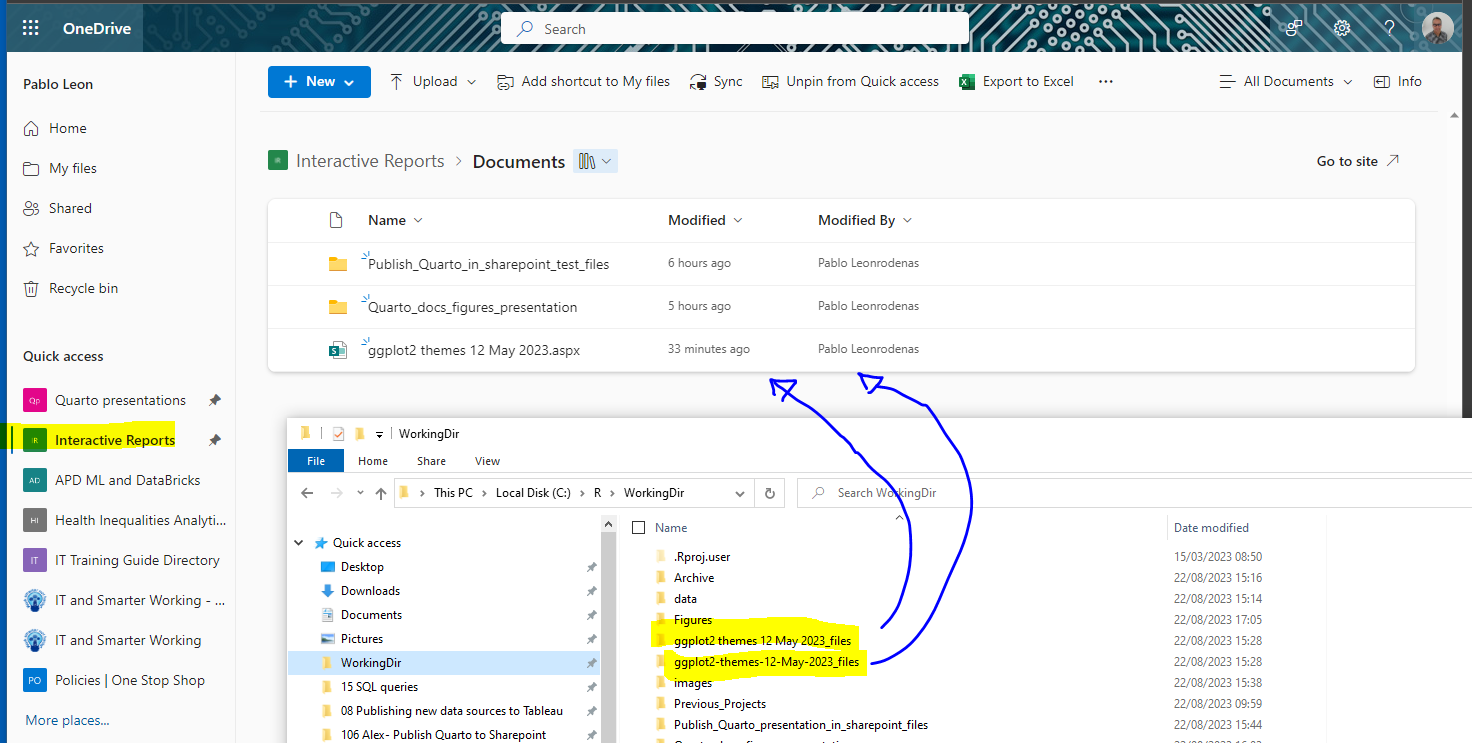 OneDrive
Search
?
Pablo Leon
Home
My files
Shared
Favorites
Recycle bin
Quick access
Qp Quarto presentations
IR Interactive Reports
AD APD ML and DataBricks
HI Health Inequalities Analyti...
IT IT Training Guide Directory
IT and Smarter Working - ...
IT and Smarter Working
PO Policies | One Stop Shop
More places...
+ New
Upload
Add shortcut to My files
Sync
Unpin from Quick access
Export to Excel
...
All Documents
Info
Interactive Reports > Documents
Go to site
Name Modified Modified By
Publish_Quarto_in_sharepoint_test_files 6 hours ago Pablo Leonrodenas
Quarto_docs_figures_presentation 5 hours ago Pablo Leonrodenas
ggplot2 themes 12 May 2023.aspx 33 minutes ago Pablo Leonrodenas
WorkingDir
File Home Share View
This PC > Local Disk (C:) > R > WorkingDir
Search WorkingDir
Quick access
Desktop
Downloads
Documents
Pictures
WorkingDir
15 SQL queries
08 Publishing new data sources to Tableau
106 Alex- Publish Quarto to Sharepoint
Name Date modified
.Rproj.user 15/03/2023 08:50
Archive 22/08/2023 15:16
data 22/08/2023 15:14
Figures 22/08/2023 17:05
ggplot2 themes 12 May 2023_files 22/08/2023 15:28
ggplot2-themes-12-May-2023_files 22/08/2023 15:28
images 22/08/2023 15:38
Previous_Projects 22/08/2023 09:59
Publish_Quarto_presentation_in_sharepoint_files 22/08/2023 15:44